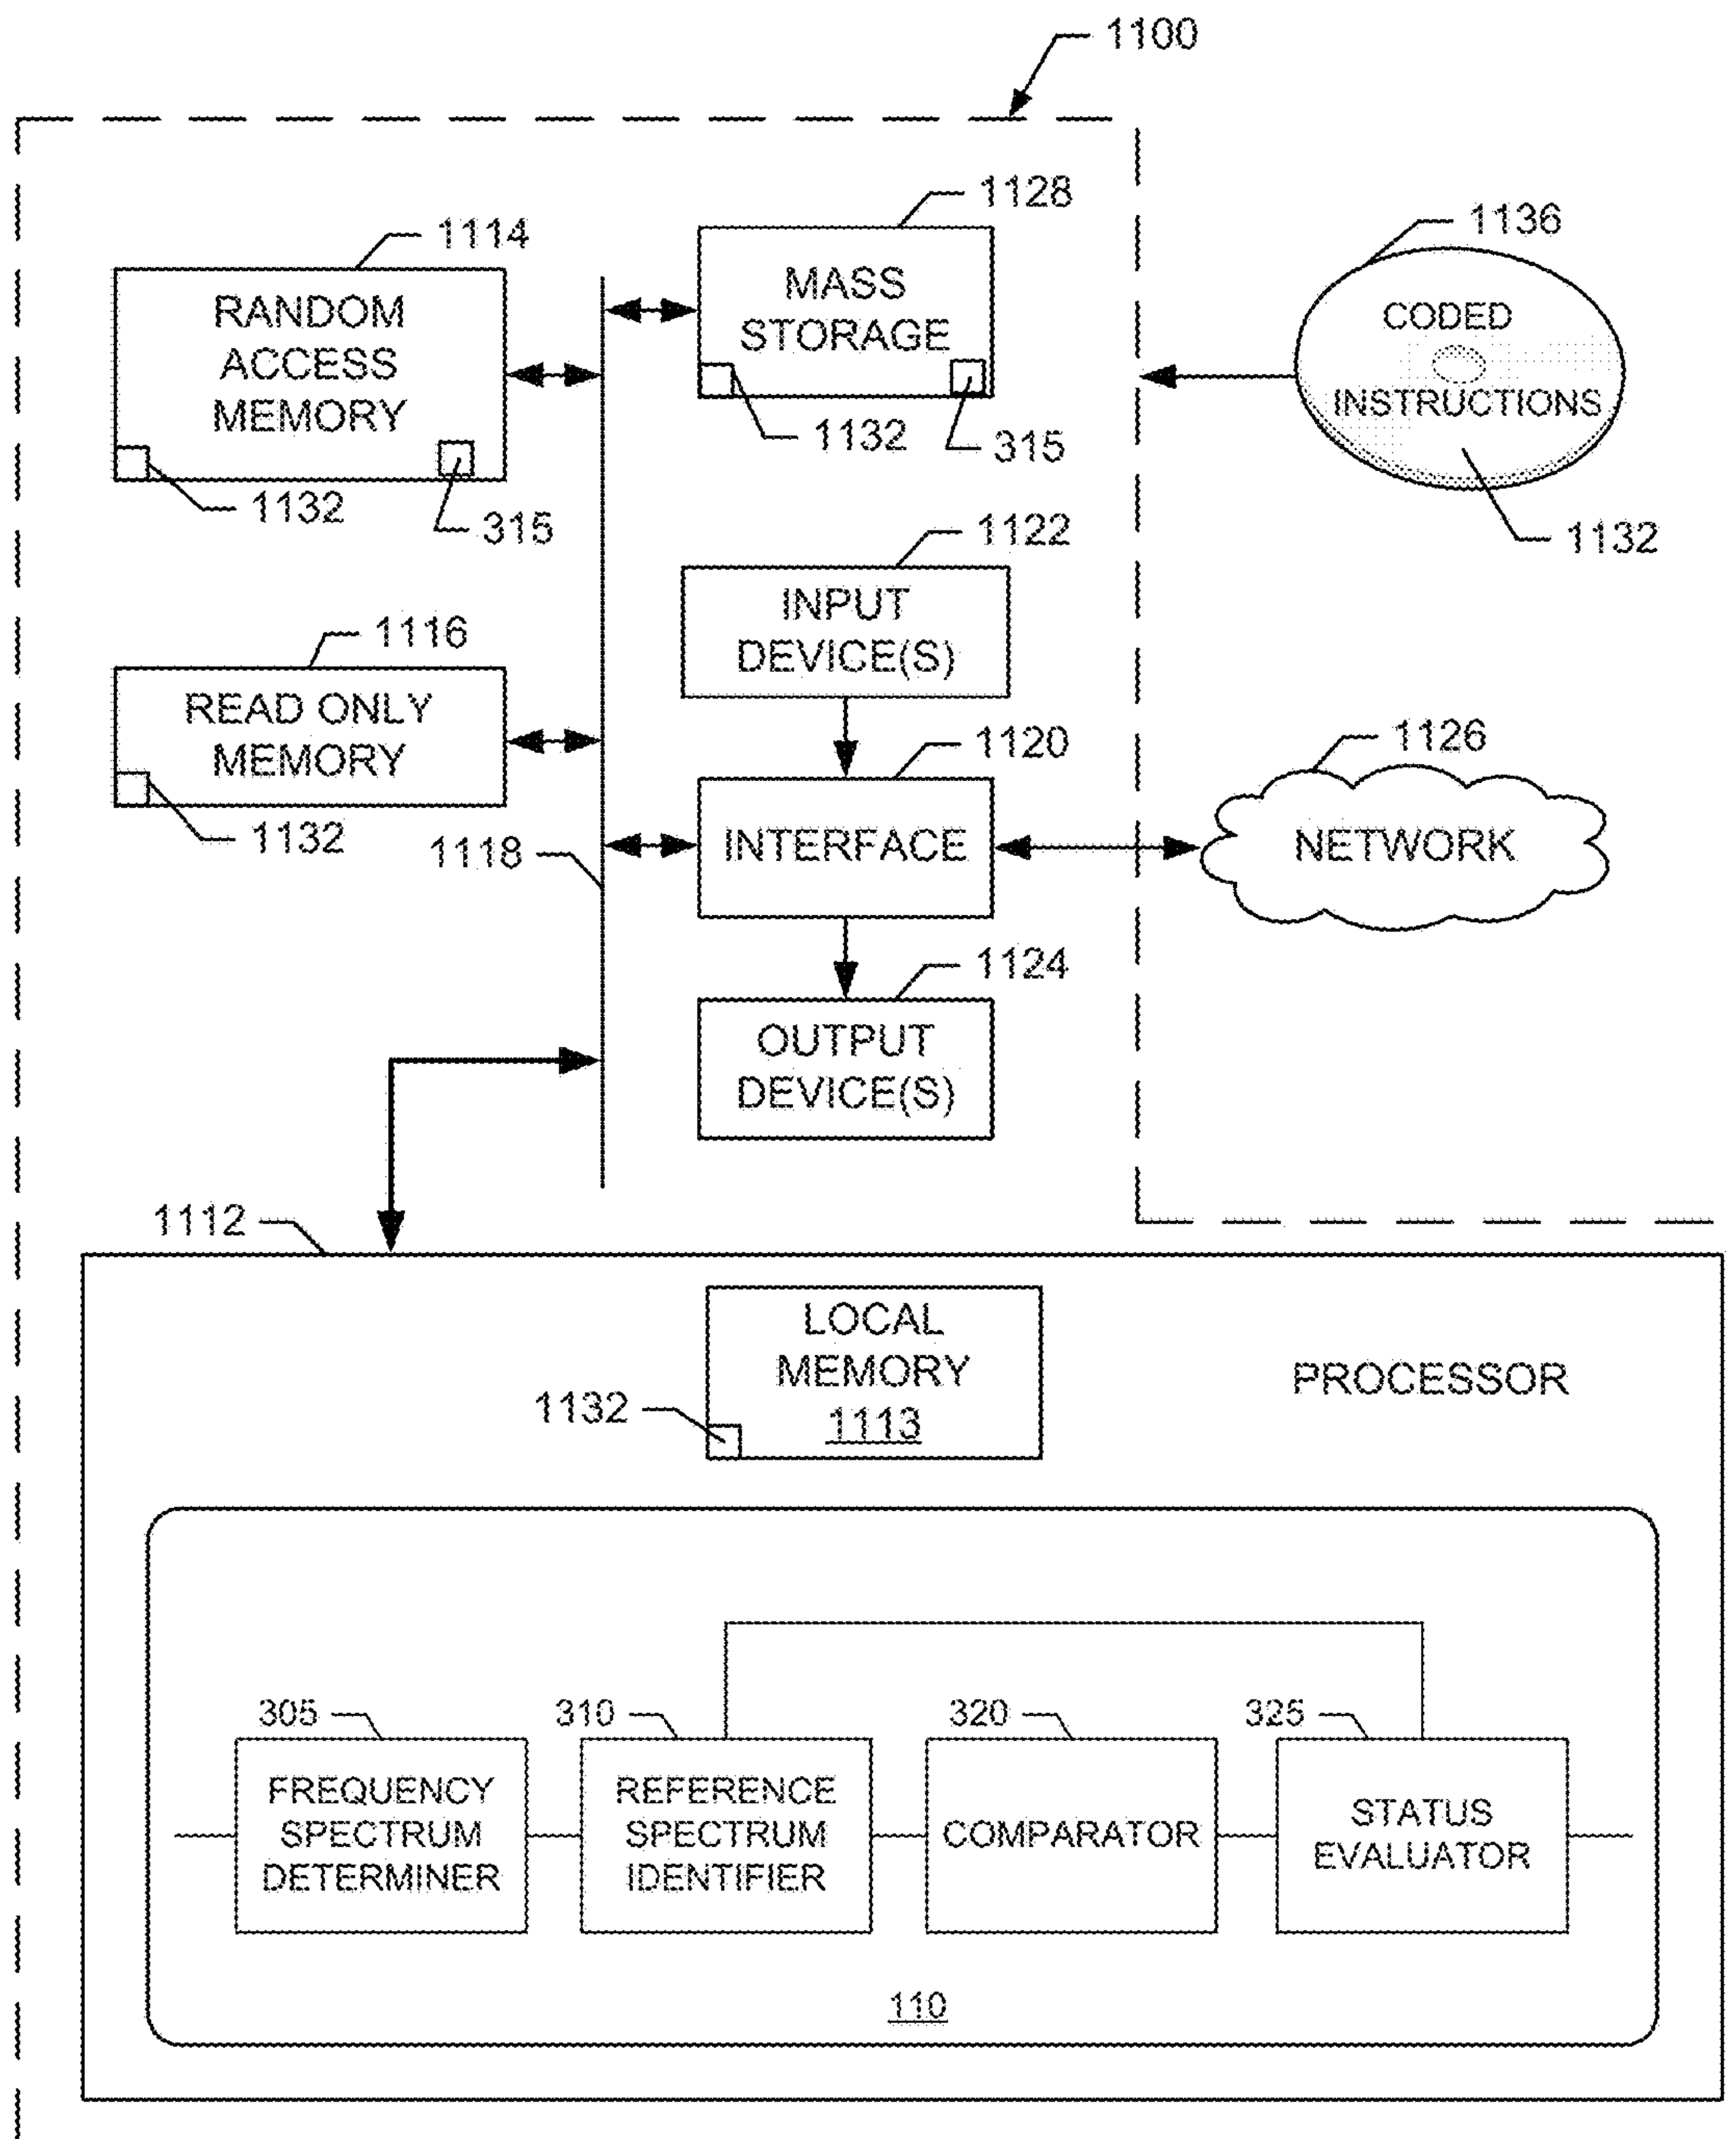 1100
1128
1114
1136
MASS
STORAGE
RANDOM
ACCESS
MEMORY
CODED
INSTRUCTIONS
1132
315
1132
315
1132
1122
INPUT
DEVICE(S)
1116
READ ONLY
MEMORY
1132
1120
1126
INTERFACE
NETWORK
1118
1124
OUTPUT
DEVICE(S)
1112
LOCAL
MEMORY
1113
PROCESSOR
1132
305
310
320
325
FREQUENCY
SPECTRUM
DETERMINER
REFERENCE
SPECTRUM
IDENTIFIER
COMPARATOR
STATUS
EVALUATOR
110